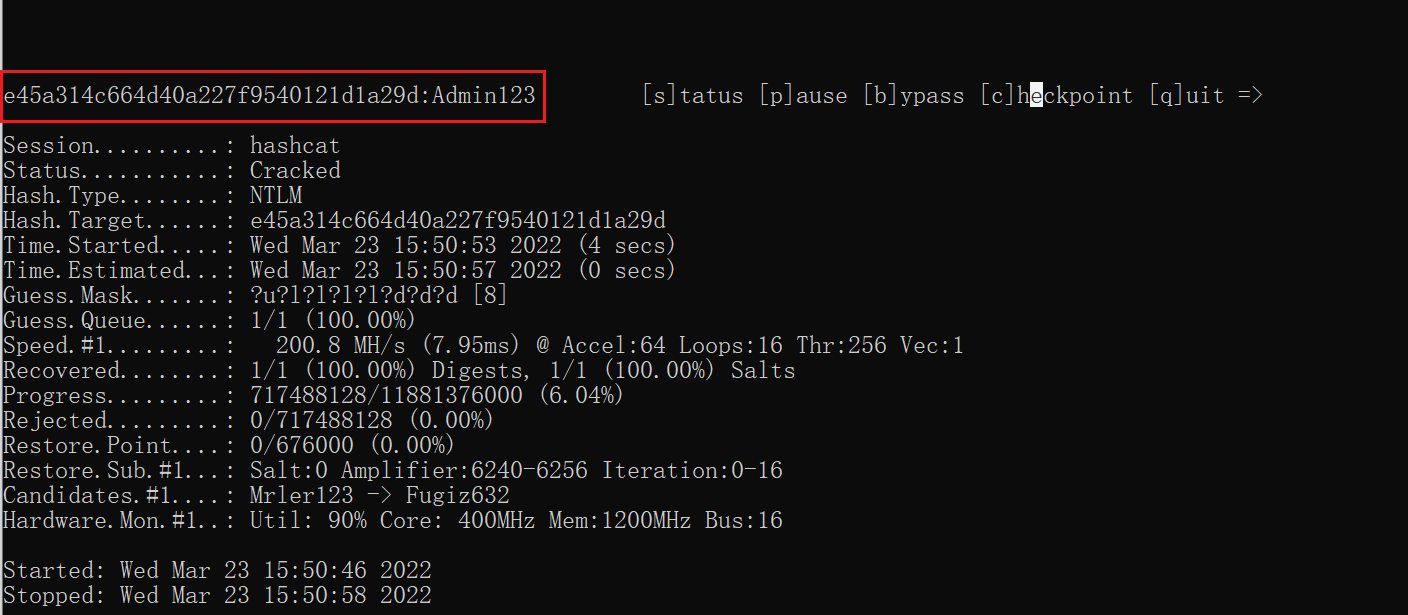 e45a314c664d40a227f9540121d1a29d:Admin123 [s]tatus [p]ause [b]ypass [c]heckpoint [q]uit =>
Session..........: hashcat
Status...........: Cracked
Hash.Type........: NTLM
Hash.Target......: e45a314c664d40a227f9540121d1a29d
Time.Started.....: Wed Mar 23 15:50:53 2022 (4 secs)
Time.Estimated...: Wed Mar 23 15:50:57 2022 (0 secs)
Guess.Mask.......: ?u?l?l?l?l?d?d?d [8]
Guess.Queue......: 1/1 (100.00%)
Speed.#1.........:   200.8 MH/s (7.95ms) @ Accel:64 Loops:16 Thr:256 Vec:1
Recovered........: 1/1 (100.00%) Digests, 1/1 (100.00%) Salts
Progress.........: 717488128/11881376000 (6.04%)
Rejected.........: 0/717488128 (0.00%)
Restore.Point....: 0/676000 (0.00%)
Restore.Sub.#1...: Salt:0 Amplifier:6240-6256 Iteration:0-16
Candidates.#1....: Mrler123 -> Fugiz632
Hardware.Mon.#1..: Util: 90% Core: 400MHz Mem:1200MHz Bus:16
Started: Wed Mar 23 15:50:46 2022
Stopped: Wed Mar 23 15:50:58 2022